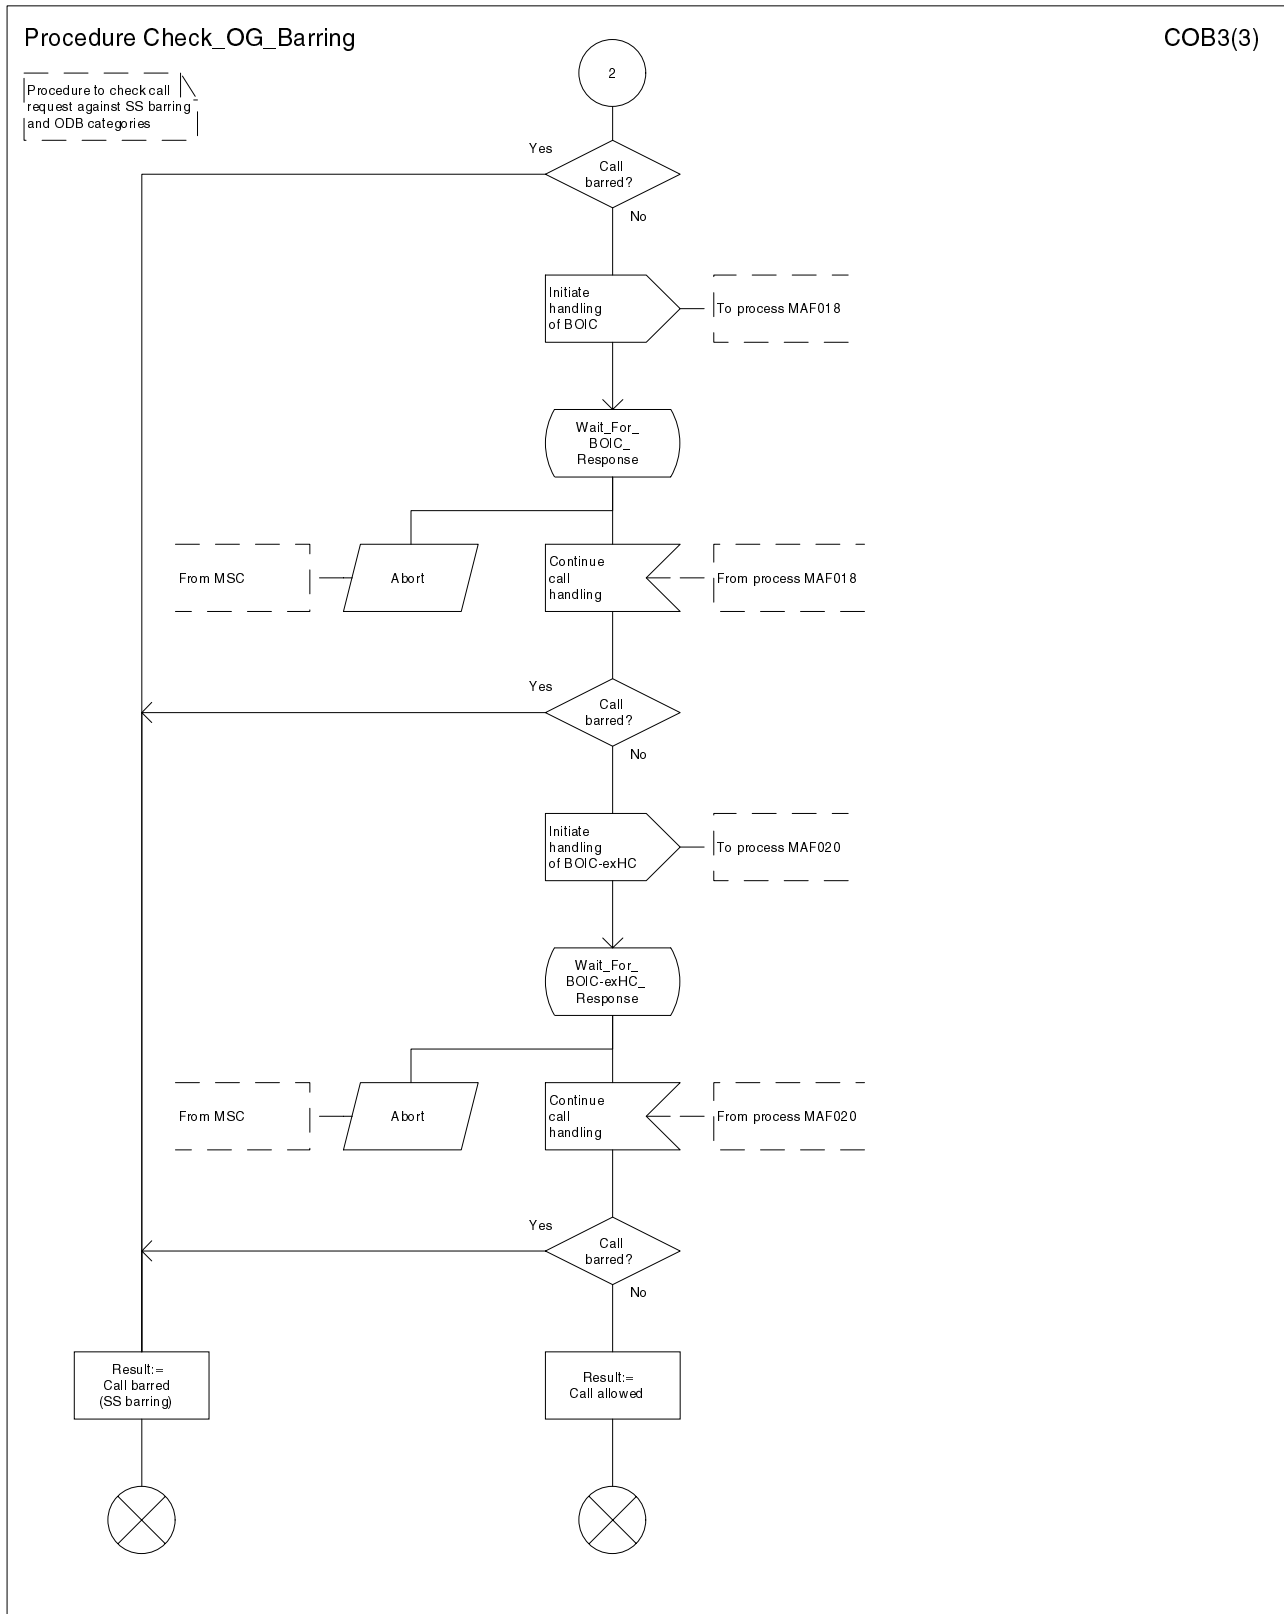 Procedure Check_OG_Barring
COB3(3)
Procedure to check call
request against SS barring
and ODB categories
2
Yes
Call
barred?
No
Initiate
handling
of BOIC
To process MAF018
Wait_For_
BOIC_
Response
From MSC
Abort
Continue
call
handling
From process MAF018
Yes
Call
barred?
No
Initiate
handling
of BOIC-exHC
To process MAF020
Wait_For_
BOIC-exHC_
Response
From MSC
Abort
Continue
call
handling
From process MAF020
Yes
Call
barred?
No
Result:=
Call barred
(SS barring)
Result:=
Call allowed